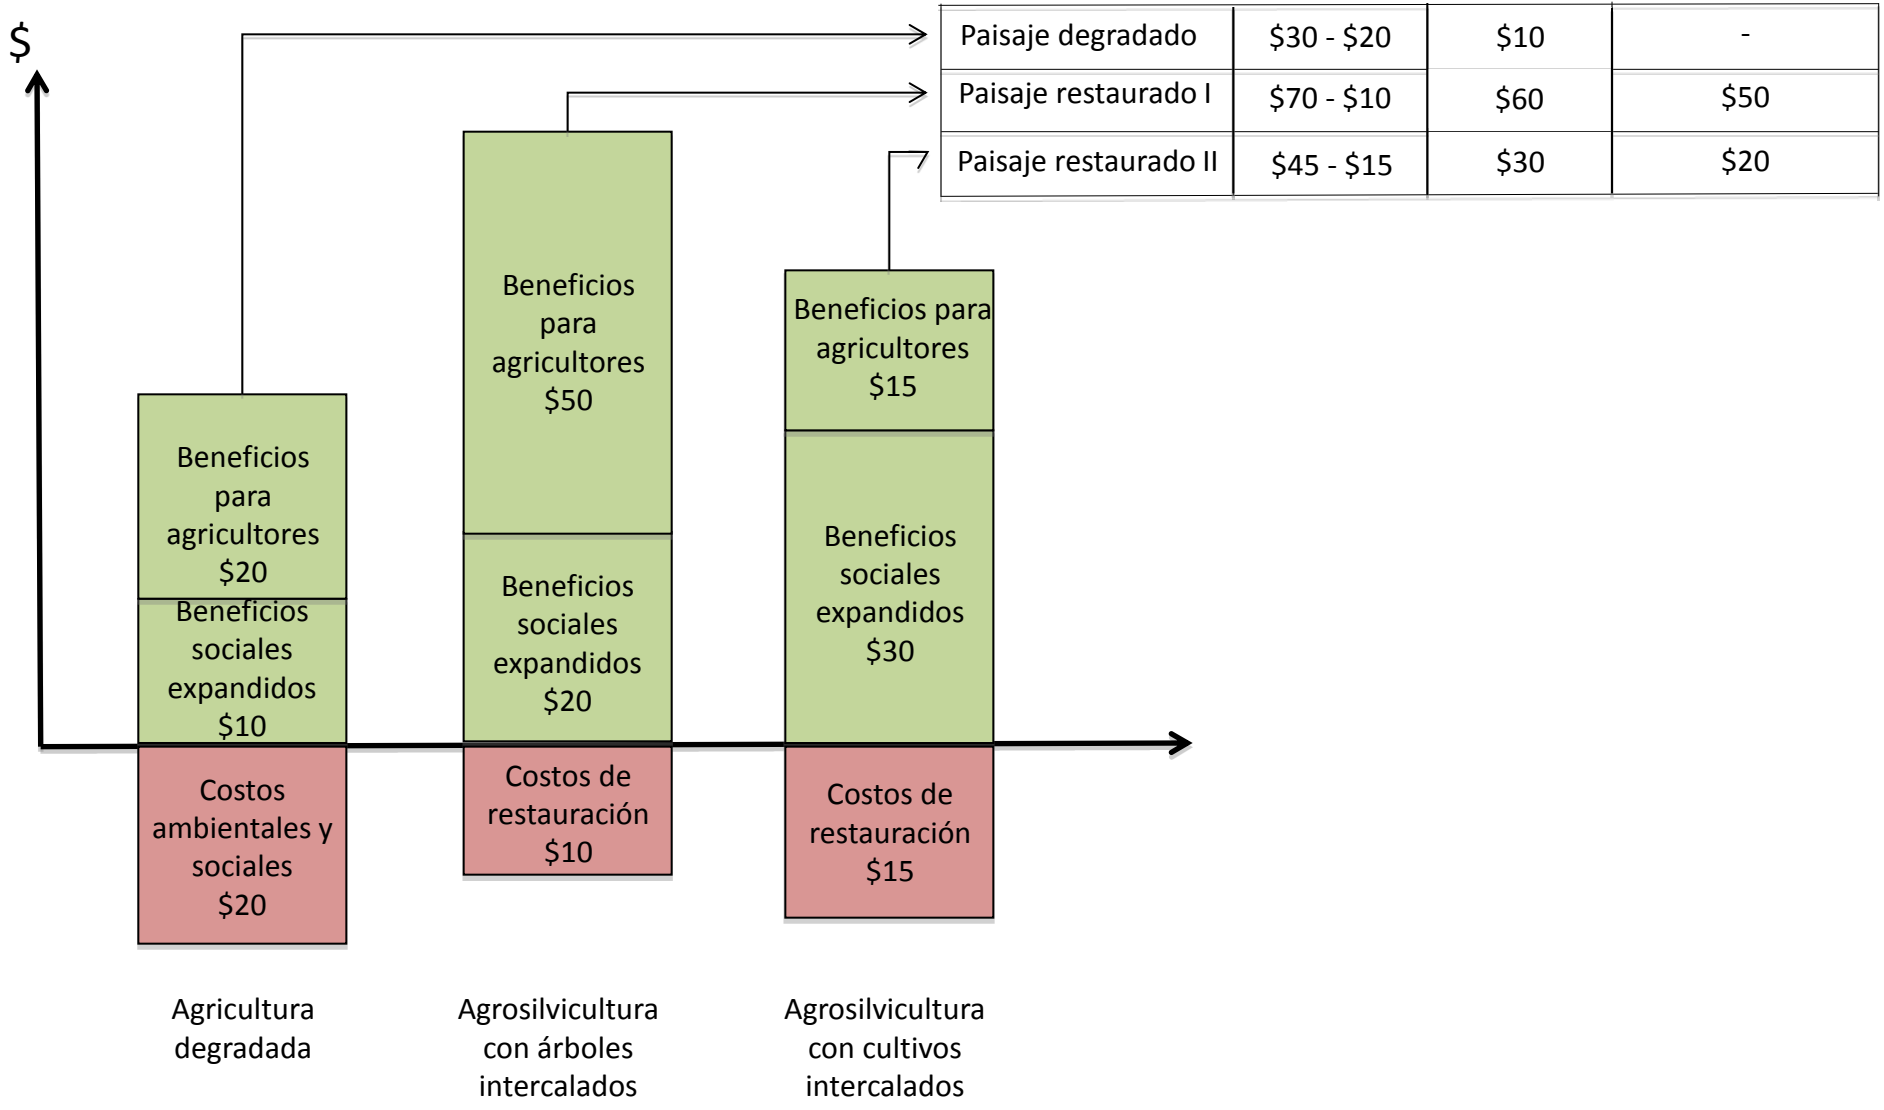 $
Paisaje degradado $30 - $20 $10 -
Paisaje restaurado I $70 - $10 $60 $50
Paisaje restaurado II $45 - $15 $30 $20
Beneficios
para
agricultores
$20
Beneficios
sociales
expandidos
$10
Costos
ambientales y
sociales
$20
Agricultura
degradada
Beneficios
para
agricultores
$50
Beneficios
sociales
expandidos
$20
Costos de
restauración
$10
Agrosilvicultura
con árboles
intercalados
Beneficios para
agricultores
$15
Beneficios
sociales
expandidos
$30
Costos de
restauración
$15
Agrosilvicultura
con cultivos
intercalados